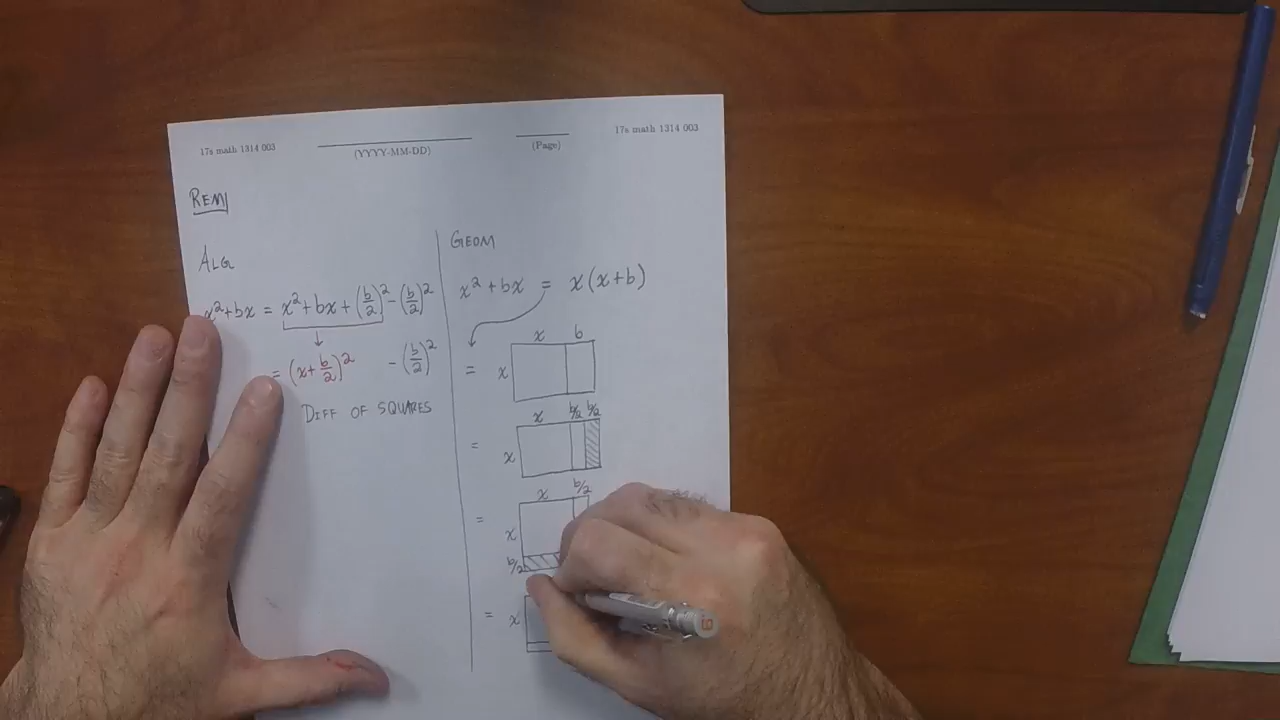 17s math 1314 003
(YYYY-MM-DD)
(Page)
17s math 1314 003
REM
ALG
x²+bx = x²+bx+(b/2)²-(b/2)²
= (x+b/2)² -(b/2)²
DIFF OF SQUARES
GEOM
x²+bx = x(x+b)
x b
= x
x b/2 b/2
= x
x b/2
= x
b/2
= x